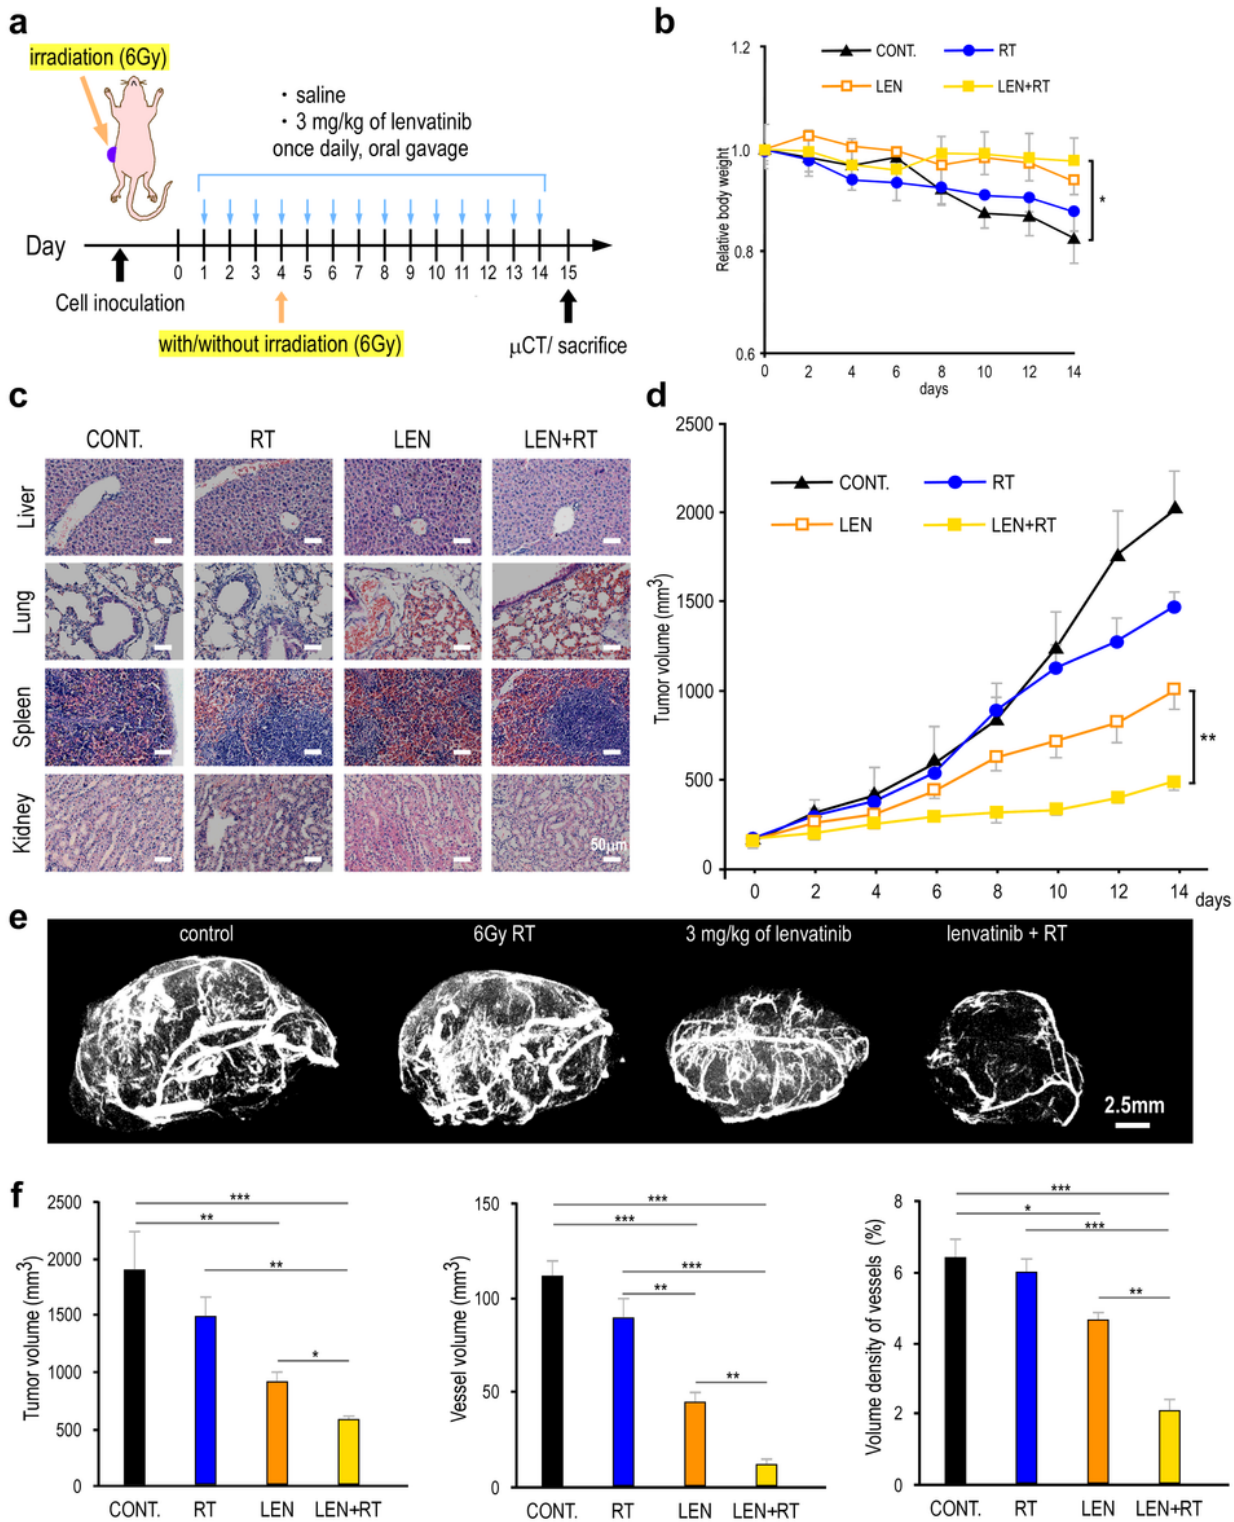 a
irradiation (6Gy)
・ saline
・ 3 mg/kg of lenvatinib
once daily, oral gavage
Day
0 1 2 3 4 5 6 7 8 9 10 11 12 13 14 15
Cell inoculation
with/without irradiation (6Gy)
μCT/ sacrifice
b
CONT. RT
LEN LEN+RT
Relative body weight
1.2
1.0
0.8
0.6
0 2 4 6 8 10 12 14
days
*
c
CONT. RT LEN LEN+RT
Liver
Lung
Spleen
Kidney
50μm
d
CONT. RT
LEN LEN+RT
Tumor volume (mm3)
2500
2000
1500
1000
500
0
0 2 4 6 8 10 12 14 days
**
e
control 6Gy RT 3 mg/kg of lenvatinib lenvatinib + RT
2.5mm
f
Tumor volume (mm3)
2500
2000
1500
1000
500
0
***
**
**
*
CONT. RT LEN LEN+RT
Vessel volume (mm3)
150
100
50
0
***
***
***
**
**
CONT. RT LEN LEN+RT
Volume density of vessels (%)
8
6
4
2
0
***
*
***
**
CONT. RT LEN LEN+RT